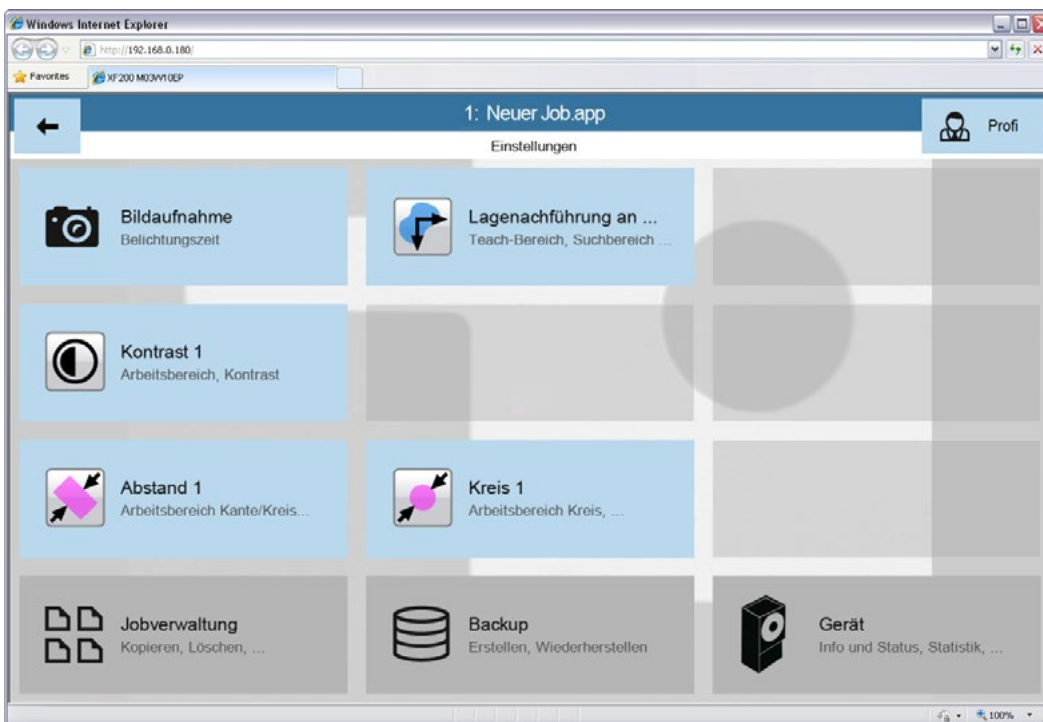 Windows Internet Explorer
http://192.168.0.180/
Favorites
XF200 M03W10EP
1: Neuer Job.app
Profi
Einstellungen
Bildaufnahme
Belichtungszeit
Lagenachführung an ...
Teach-Bereich, Suchbereich ...
Kontrast 1
Arbeitsbereich, Kontrast
Abstand 1
Arbeitsbereich Kante/Kreis...
Kreis 1
Arbeitsbereich Kreis, ...
Jobverwaltung
Kopieren, Löschen, ...
Backup
Erstellen, Wiederherstellen
Gerät
Info und Status, Statistik, ...
100%